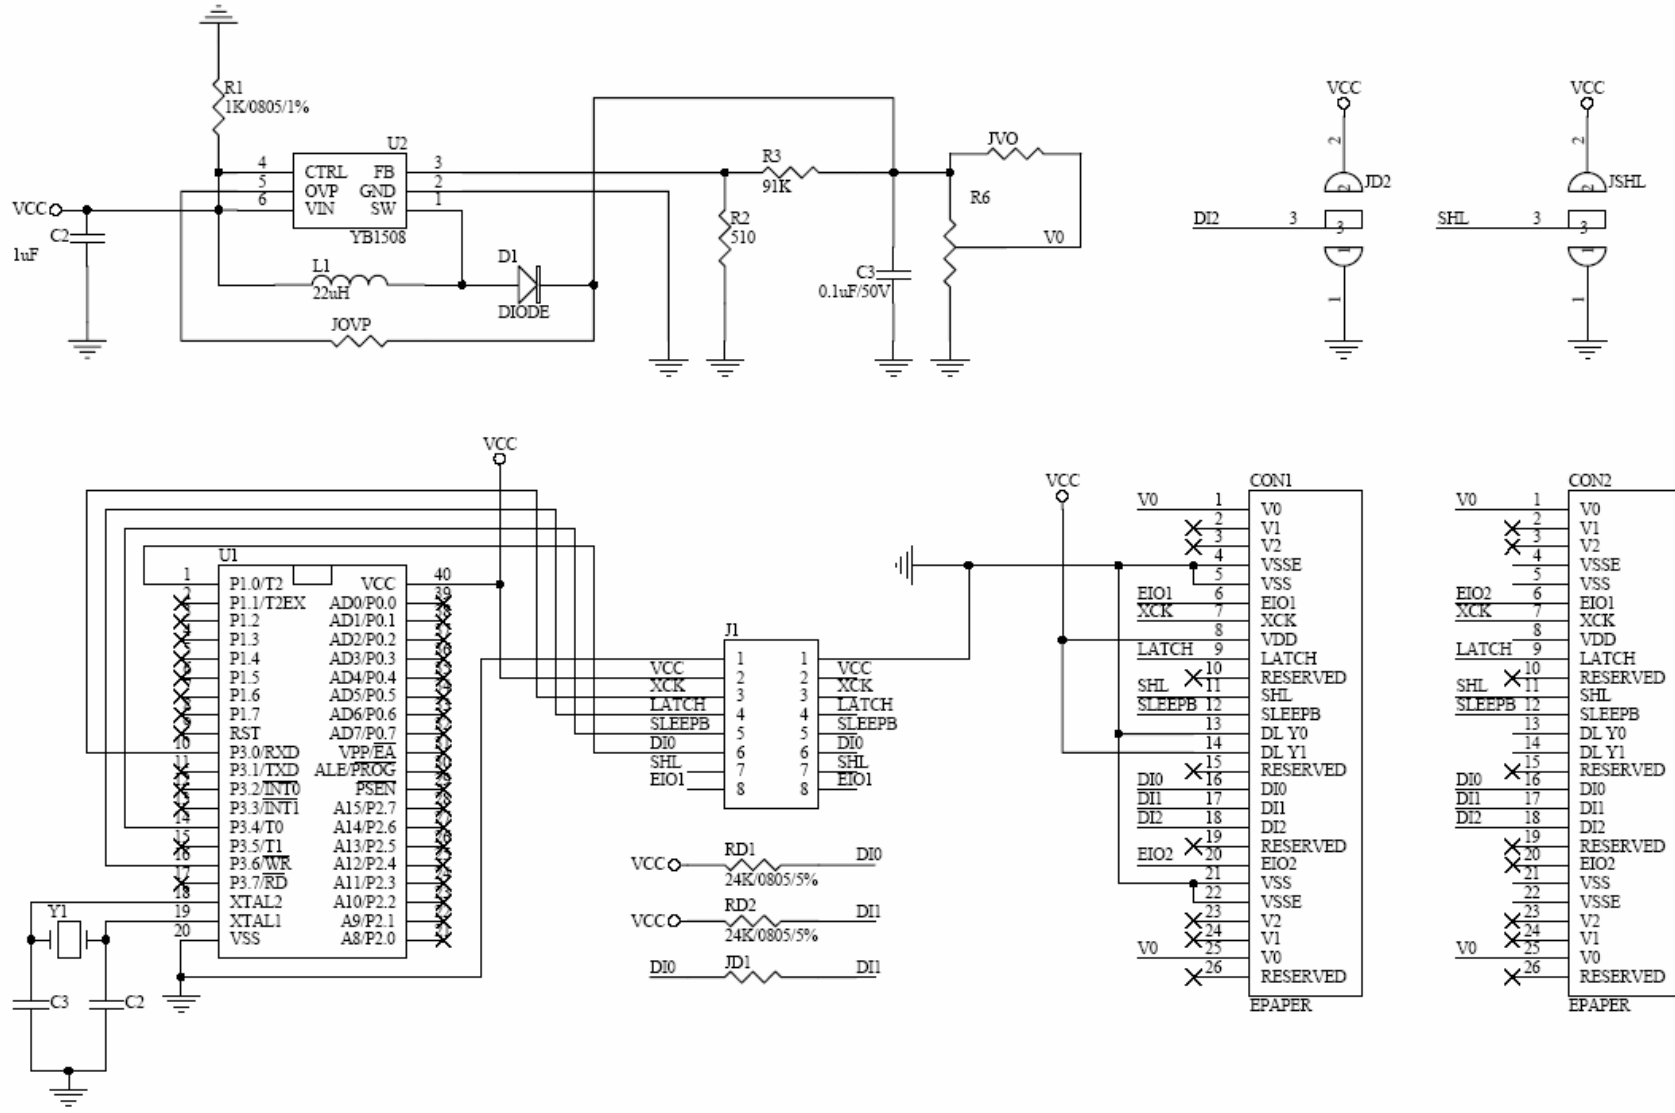 R1
1K/0805/1%
U2
4 CTRL FB 3
5 OVP GND 2
6 VIN SW 1
YB1508
VCC
C2
1uF
L1
22uH
D1
DIODE
JOVP
R3
91K
R2
510
C3
0.1uF/50V
R6
JVO
V0
VCC
2
2
JD2
DI2 3
3
1
1
VCC
2
2
JSHL
SHL 3
3
1
1
VCC
U1
1 P1.0/T2 VCC 40
2 P1.1/T2EX AD0/P0.0 39
P1.2 AD1/P0.1
P1.3 AD2/P0.2
P1.4 AD3/P0.3
P1.5 AD4/P0.4
P1.6 AD5/P0.5
P1.7 AD6/P0.6
RST AD7/P0.7
10 P3.0/RXD VPP/EA
P3.1/TXD ALE/PROG
P3.2/INT0 PSEN
P3.3/INT1 A15/P2.7
14 P3.4/T0 A14/P2.6
15 P3.5/T1 A13/P2.5
16 P3.6/WR A12/P2.4
17 P3.7/RD A11/P2.3
18 XTAL2 A10/P2.2
19 XTAL1 A9/P2.1
20 VSS A8/P2.0
Y1
C3
C2
J1
1 1
VCC 2 2 VCC
XCK 3 3 XCK
LATCH 4 4 LATCH
SLEEPB 5 5 SLEEPB
DI0 6 6 DI0
SHL 7 7 SHL
EIO1 8 8 EIO1
VCC RD1 DI0
24K/0805/5%
VCC RD2 DI1
24K/0805/5%
DI0 JD1 DI1
VCC
CON1
V0 1 V0
2 V1
3 V2
4 VSSE
5 VSS
EIO1 6 EIO1
XCK 7 XCK
8 VDD
LATCH 9 LATCH
10 RESERVED
SHL 11 SHL
SLEEPB 12 SLEEPB
13 DLY0
14 DLY1
15 RESERVED
DI0 16 DI0
DI1 17 DI1
DI2 18 DI2
19 RESERVED
EIO2 20 EIO2
21 VSS
22 VSSE
23 V2
24 V1
V0 25 V0
26 RESERVED
EPAPER
CON2
V0 1 V0
2 V1
3 V2
4 VSSE
5 VSS
EIO2 6 EIO1
XCK 7 XCK
8 VDD
LATCH 9 LATCH
10 RESERVED
SHL 11 SHL
SLEEPB 12 SLEEPB
13 DLY0
14 DLY1
15 RESERVED
DI0 16 DI0
DI1 17 DI1
DI2 18 DI2
19 RESERVED
20 EIO2
21 VSS
22 VSSE
23 V2
24 V1
V0 25 V0
26 RESERVED
EPAPER